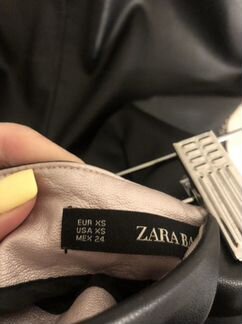 EUR XS
USA XS
MEX 24
ZARA BA